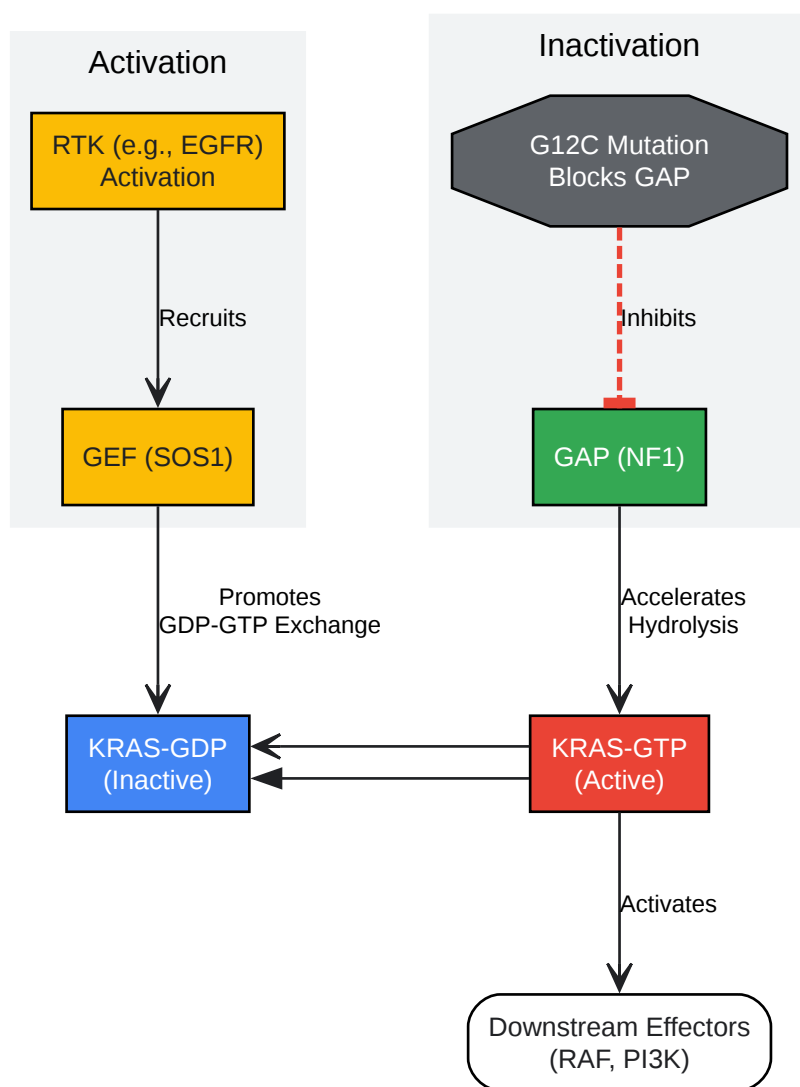 Activation
RTK (e.g., EGFR)
Activation
Recruits
GEF (SOS1)
Promotes
GDP-GTP Exchange
KRAS-GDP
(Inactive)
Inactivation
G12C Mutation
Blocks GAP
Inhibits
GAP (NF1)
Accelerates
Hydrolysis
KRAS-GTP
(Active)
Activates
Downstream Effectors
(RAF, PI3K)